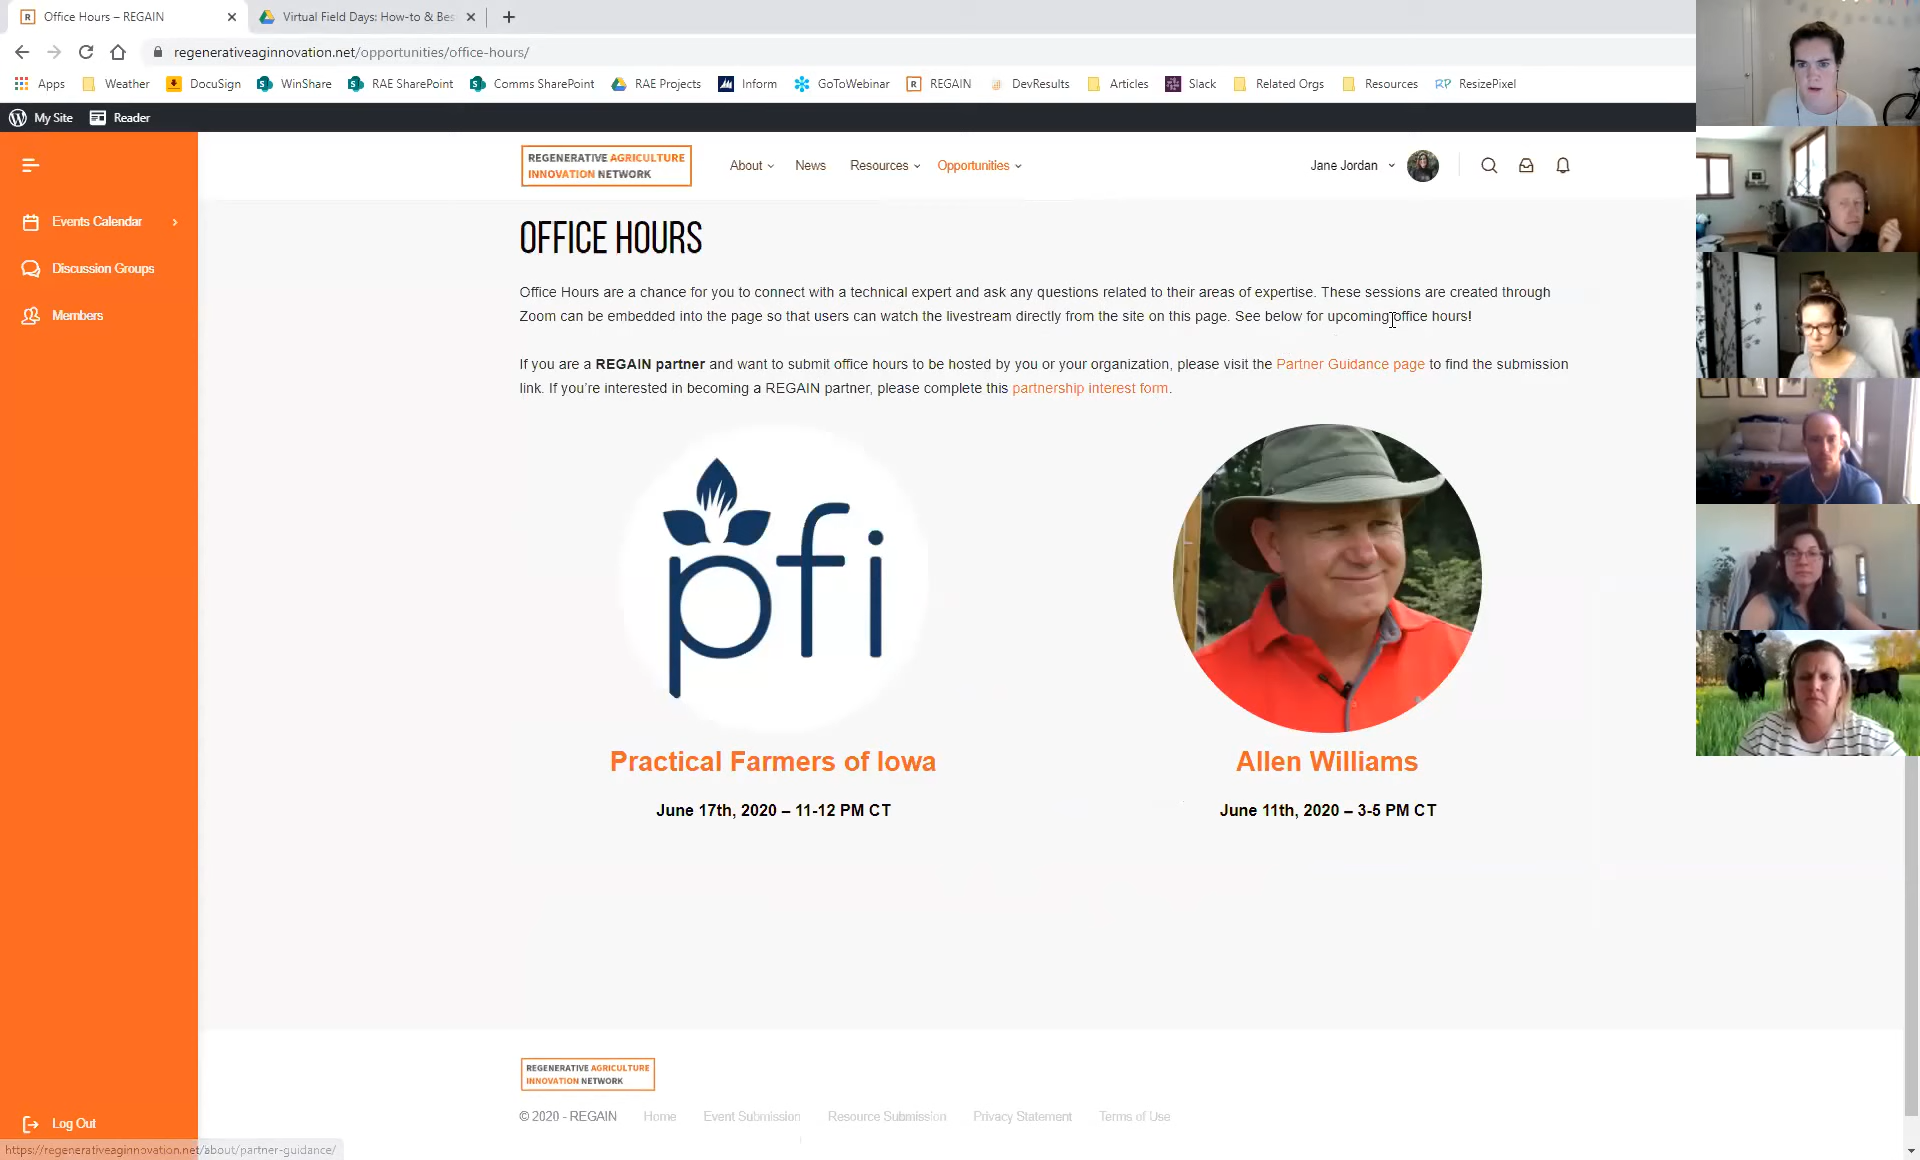 Office Hours – REGAIN
Virtual Field Days: How-to & Bes
regenerativeaginnovation.net/opportunities/office-hours/
Apps Weather DocuSign WinShare RAE SharePoint Comms SharePoint RAE Projects Inform GoToWebinar REGAIN DevResults Articles Slack Related Orgs Resources ResizePixel
My Site Reader
REGENERATIVE AGRICULTURE
INNOVATION NETWORK
About News Resources Opportunities
Jane Jordan
Events Calendar
Discussion Groups
Members
OFFICE HOURS
Office Hours are a chance for you to connect with a technical expert and ask any questions related to their areas of expertise. These sessions are created through
Zoom can be embedded into the page so that users can watch the livestream directly from the site on this page. See below for upcoming office hours!
If you are a REGAIN partner and want to submit office hours to be hosted by you or your organization, please visit the Partner Guidance page to find the submission
link. If you're interested in becoming a REGAIN partner, please complete this partnership interest form.
pfi
Practical Farmers of Iowa
June 17th, 2020 – 11-12 PM CT
Allen Williams
June 11th, 2020 – 3-5 PM CT
REGENERATIVE AGRICULTURE
INNOVATION NETWORK
© 2020 - REGAIN Home Event Submission Resource Submission Privacy Statement Terms of Use
Log Out
https://regenerativeaginnovation.net/about/partner-guidance/